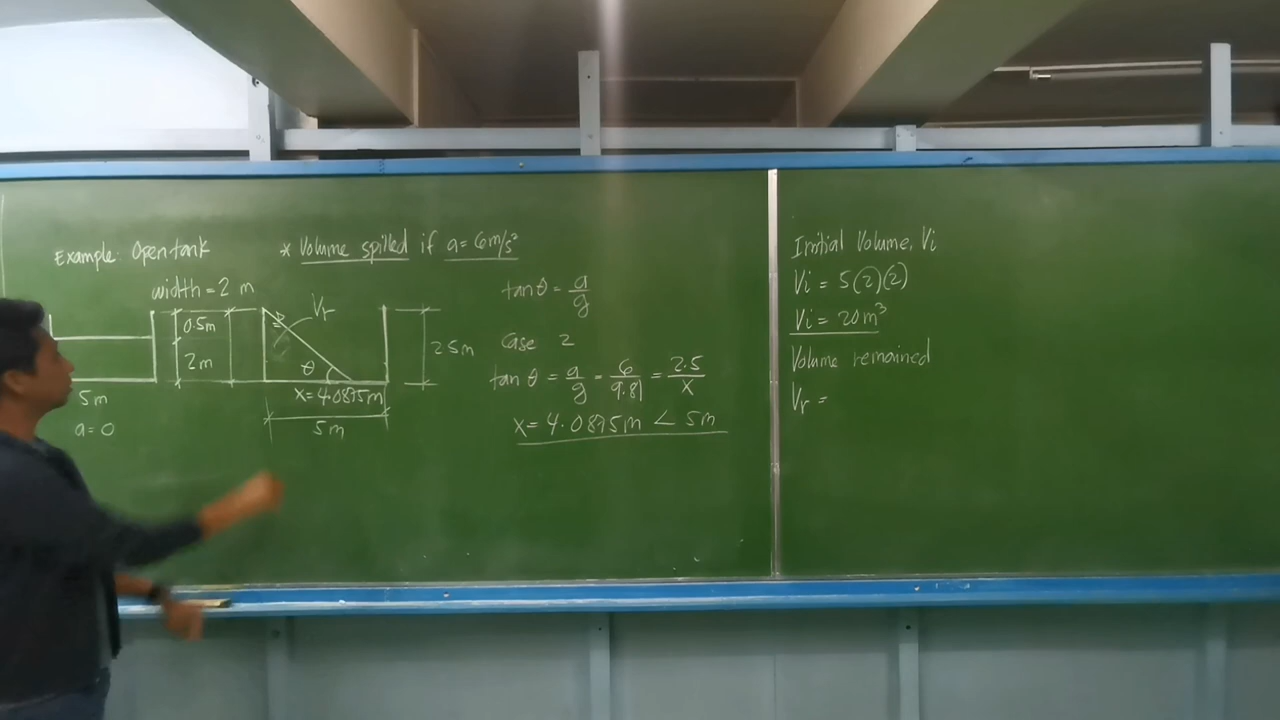 Example: Open tank
* Volume spilled if a = 6 m/s²
width = 2 m
0.5m
2m
5m
a=0
Vr
θ
x=4.0875m
5m
2.5m
tanθ = a/g
Case 2
tan θ = a/g = 6/9.81 = 2.5/x
x= 4.0875m < 5m
Initial Volume, Vi
Vi = 5(2)(2)
Vi = 20m³
Volume remained
Vr =